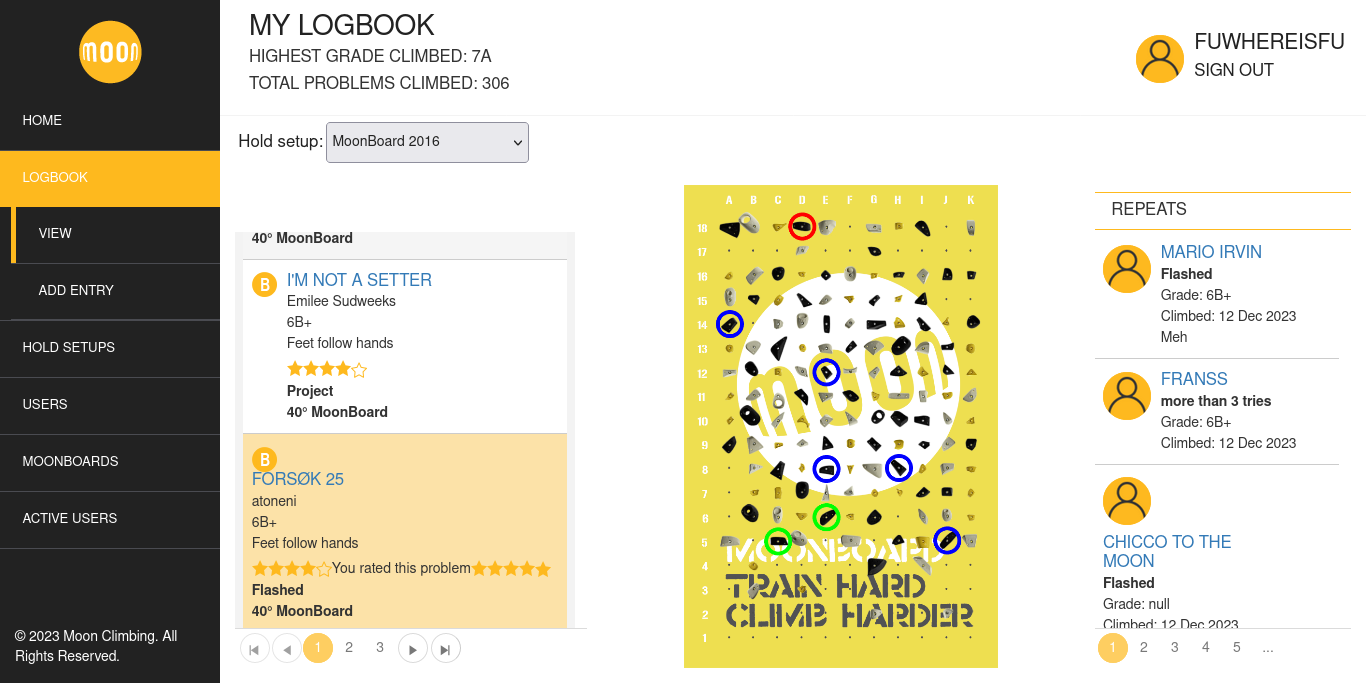 moon
HOME
LOGBOOK
VIEW
ADD ENTRY
HOLD SETUPS
USERS
MOONBOARDS
ACTIVE USERS
© 2023 Moon Climbing. All
Rights Reserved.
MY LOGBOOK
HIGHEST GRADE CLIMBED: 7A
TOTAL PROBLEMS CLIMBED: 306
FUWHEREISFU
SIGN OUT
Hold setup: MoonBoard 2016
40° MoonBoard
B I'M NOT A SETTER
Emilee Sudweeks
6B+
Feet follow hands
Project
40° MoonBoard
B
FORSØK 25
atoneni
6B+
Feet follow hands
You rated this problem
Flashed
40° MoonBoard
1 2 3
A B C D E F G H I J K
18
17
16
15
14
13
12
11
10
9
8
7
6
5
4
3
2
1
moon
MOONBOARD
TRAIN HARD
CLIMB HARDER
REPEATS
MARIO IRVIN
Flashed
Grade: 6B+
Climbed: 12 Dec 2023
Meh
FRANSS
more than 3 tries
Grade: 6B+
Climbed: 12 Dec 2023
CHICCO TO THE
MOON
Flashed
Grade: null
Climbed: 12 Dec 2023
1 2 3 4 5 ...